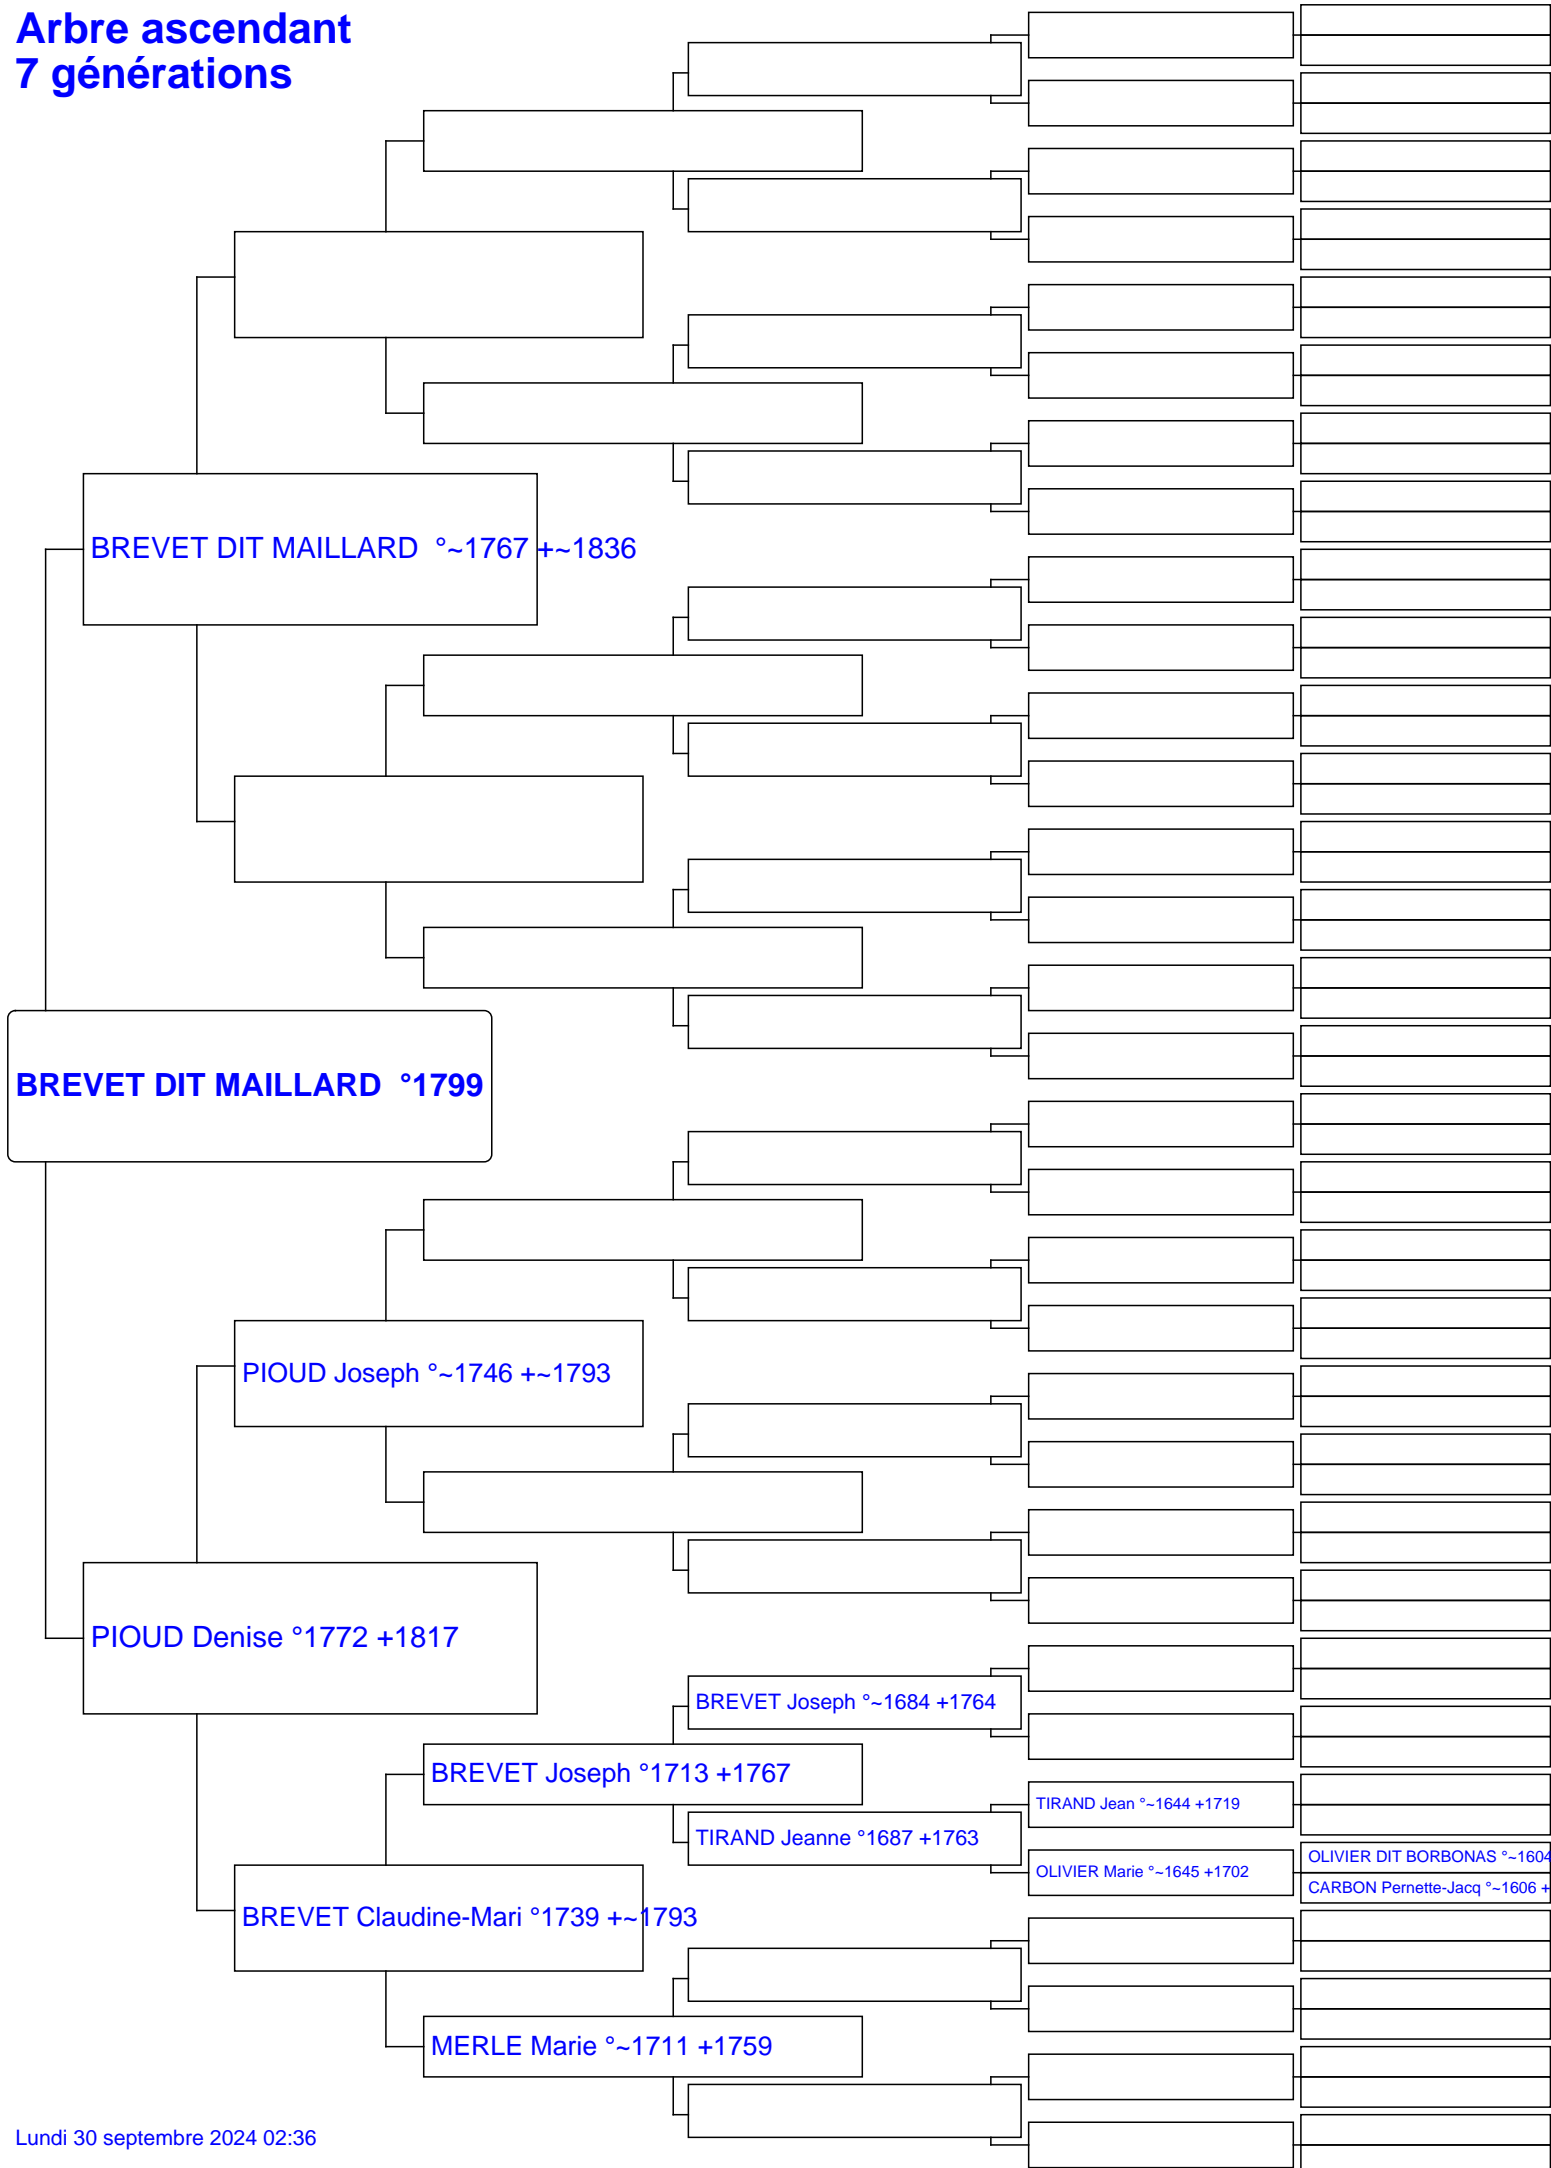 Arbre ascendant
7 générations
BREVET DIT MAILLARD  °~1767 +~1836
BREVET DIT MAILLARD  °1799
PIOUD Joseph °~1746 +~1793
PIOUD Denise °1772 +1817
BREVET Joseph °~1684 +1764
BREVET Joseph °1713 +1767
TIRAND Jean °~1644 +1719
TIRAND Jeanne °1687 +1763
OLIVIER DIT BORBONAS °~1604
OLIVIER Marie °~1645 +1702
CARBON Pernette-Jacq °~1606 +
BREVET Claudine-Mari °1739 +~1793
MERLE Marie °~1711 +1759
Lundi 30 septembre 2024 02:36